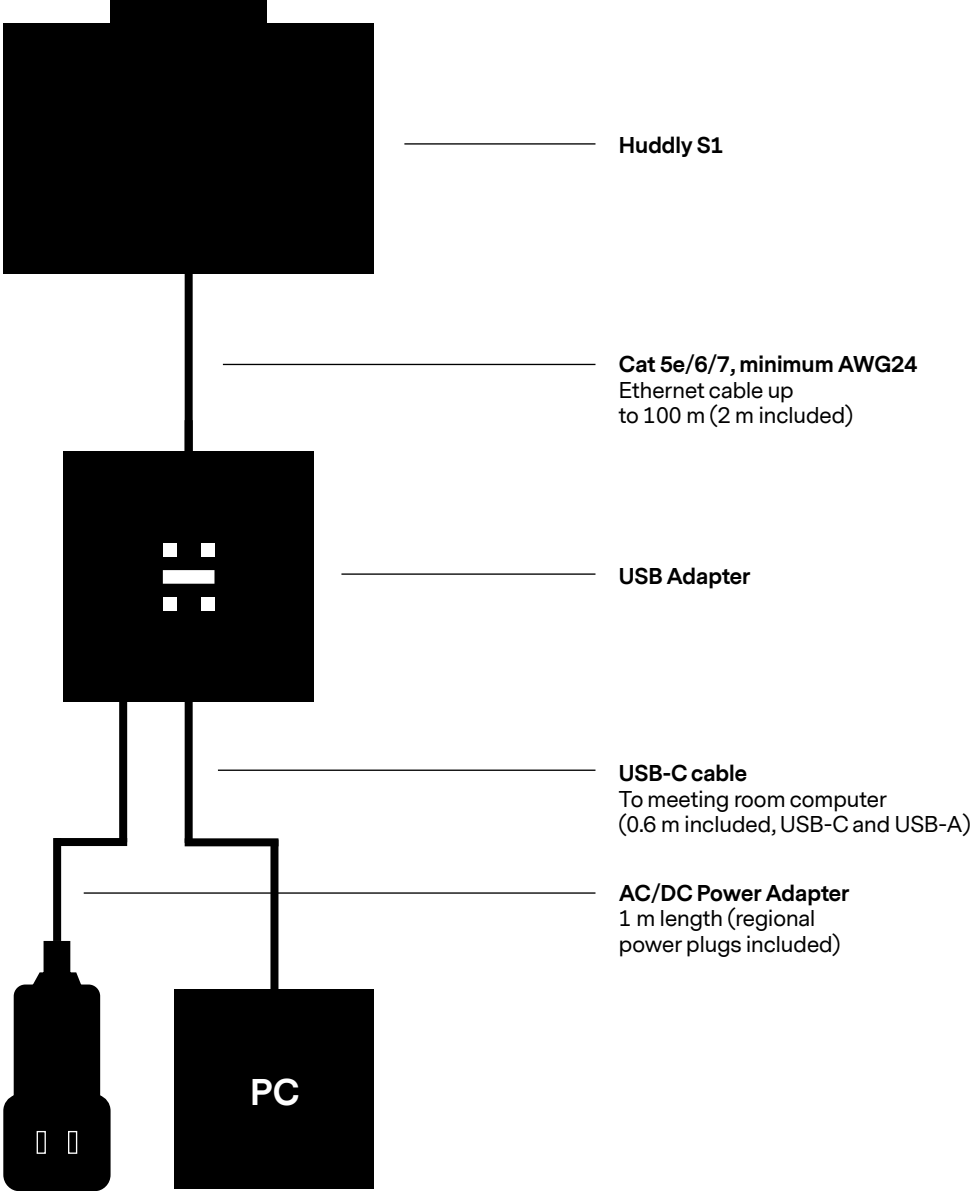 Huddly S1
Cat 5e/6/7, minimum AWG24
Ethernet cable up
to 100 m (2 m included)
USB Adapter
USB-C cable
To meeting room computer
(0.6 m included, USB-C and USB-A)
AC/DC Power Adapter
1 m length (regional
power plugs included)
PC